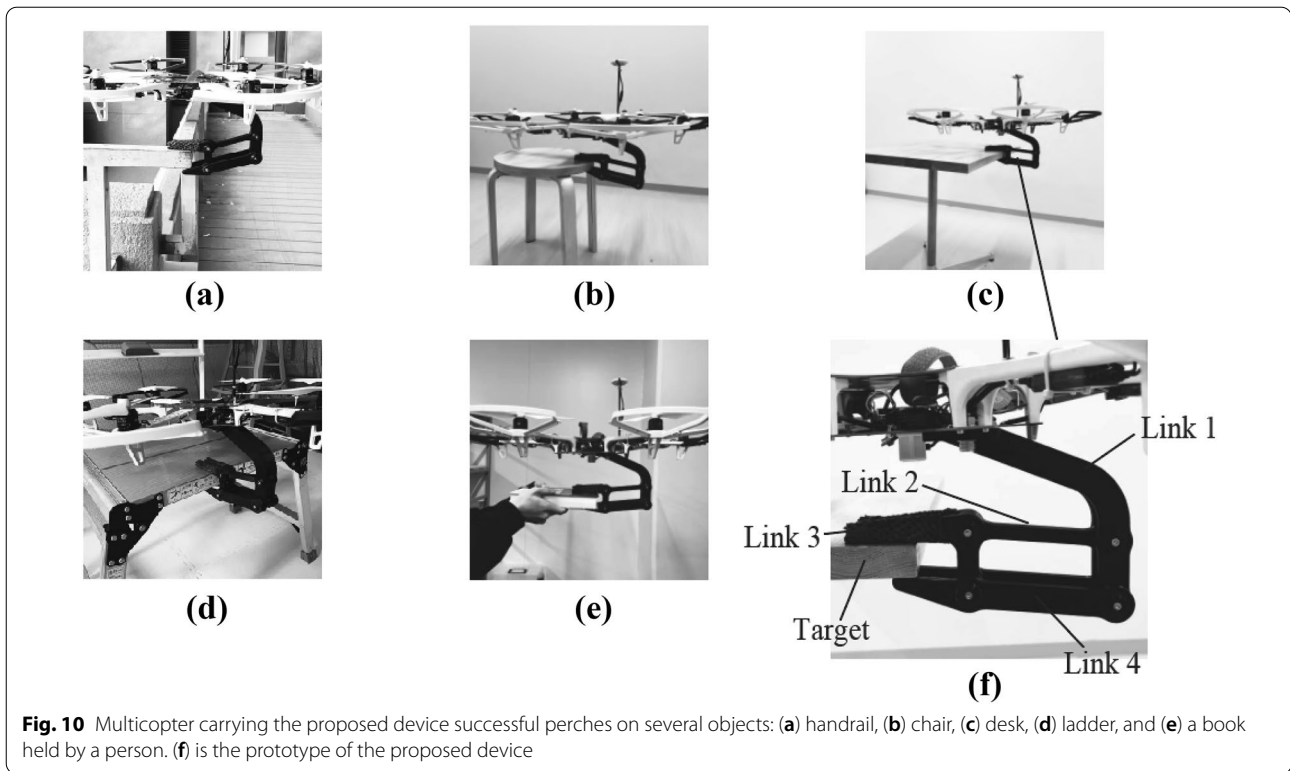 (a)
(b)
(c)
(d)
(e)
Link 1
Link 2
Link 3
Target
Link 4
(f)
Fig. 10 Multicopter carrying the proposed device successful perches on several objects: (a) handrail, (b) chair, (c) desk, (d) ladder, and (e) a book
held by a person. (f) is the prototype of the proposed device